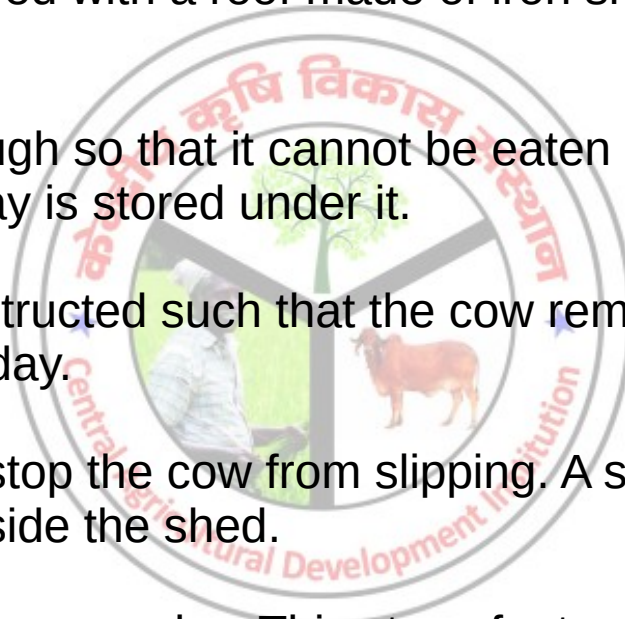 ed with a roof made of iron
केन्द्रीय कृषि विकास संस्थान
ugh so that it cannot be eaten
ay is stored under it.
tructed such that the cow rem
day.
stop the cow from slipping. A s
side the shed.
Central Agricultural Development Institution